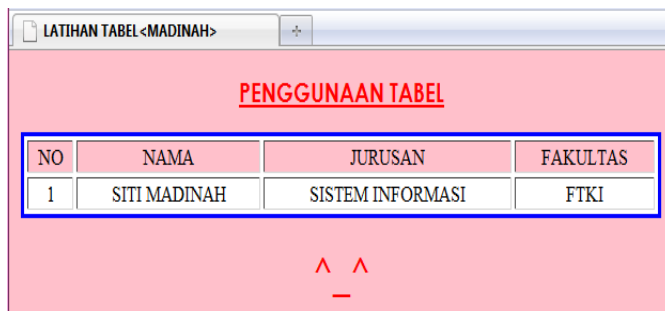 LATIHAN TABEL<MADINAH>
PENGGUNAAN TABEL
NO NAMA JURUSAN FAKULTAS
1 SITI MADINAH SISTEM INFORMASI FTKI
^_^